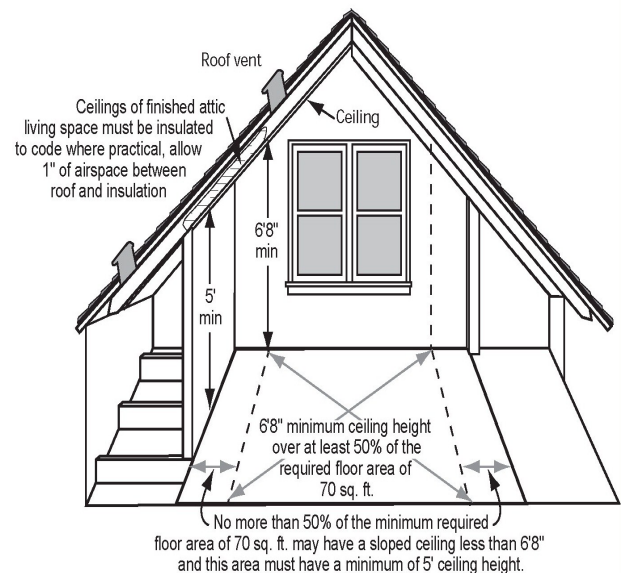 Roof vent
Ceilings of finished attic
living space must be insulated
to code where practical, allow
1" of airspace between
roof and insulation
Ceiling
6'8"
min
5'
min
6'8" minimum ceiling height
over at least 50% of the
required floor area of
70 sq. ft.
No more than 50% of the minimum required
floor area of 70 sq. ft. may have a sloped ceiling less than 6'8"
and this area must have a minimum of 5' ceiling height.